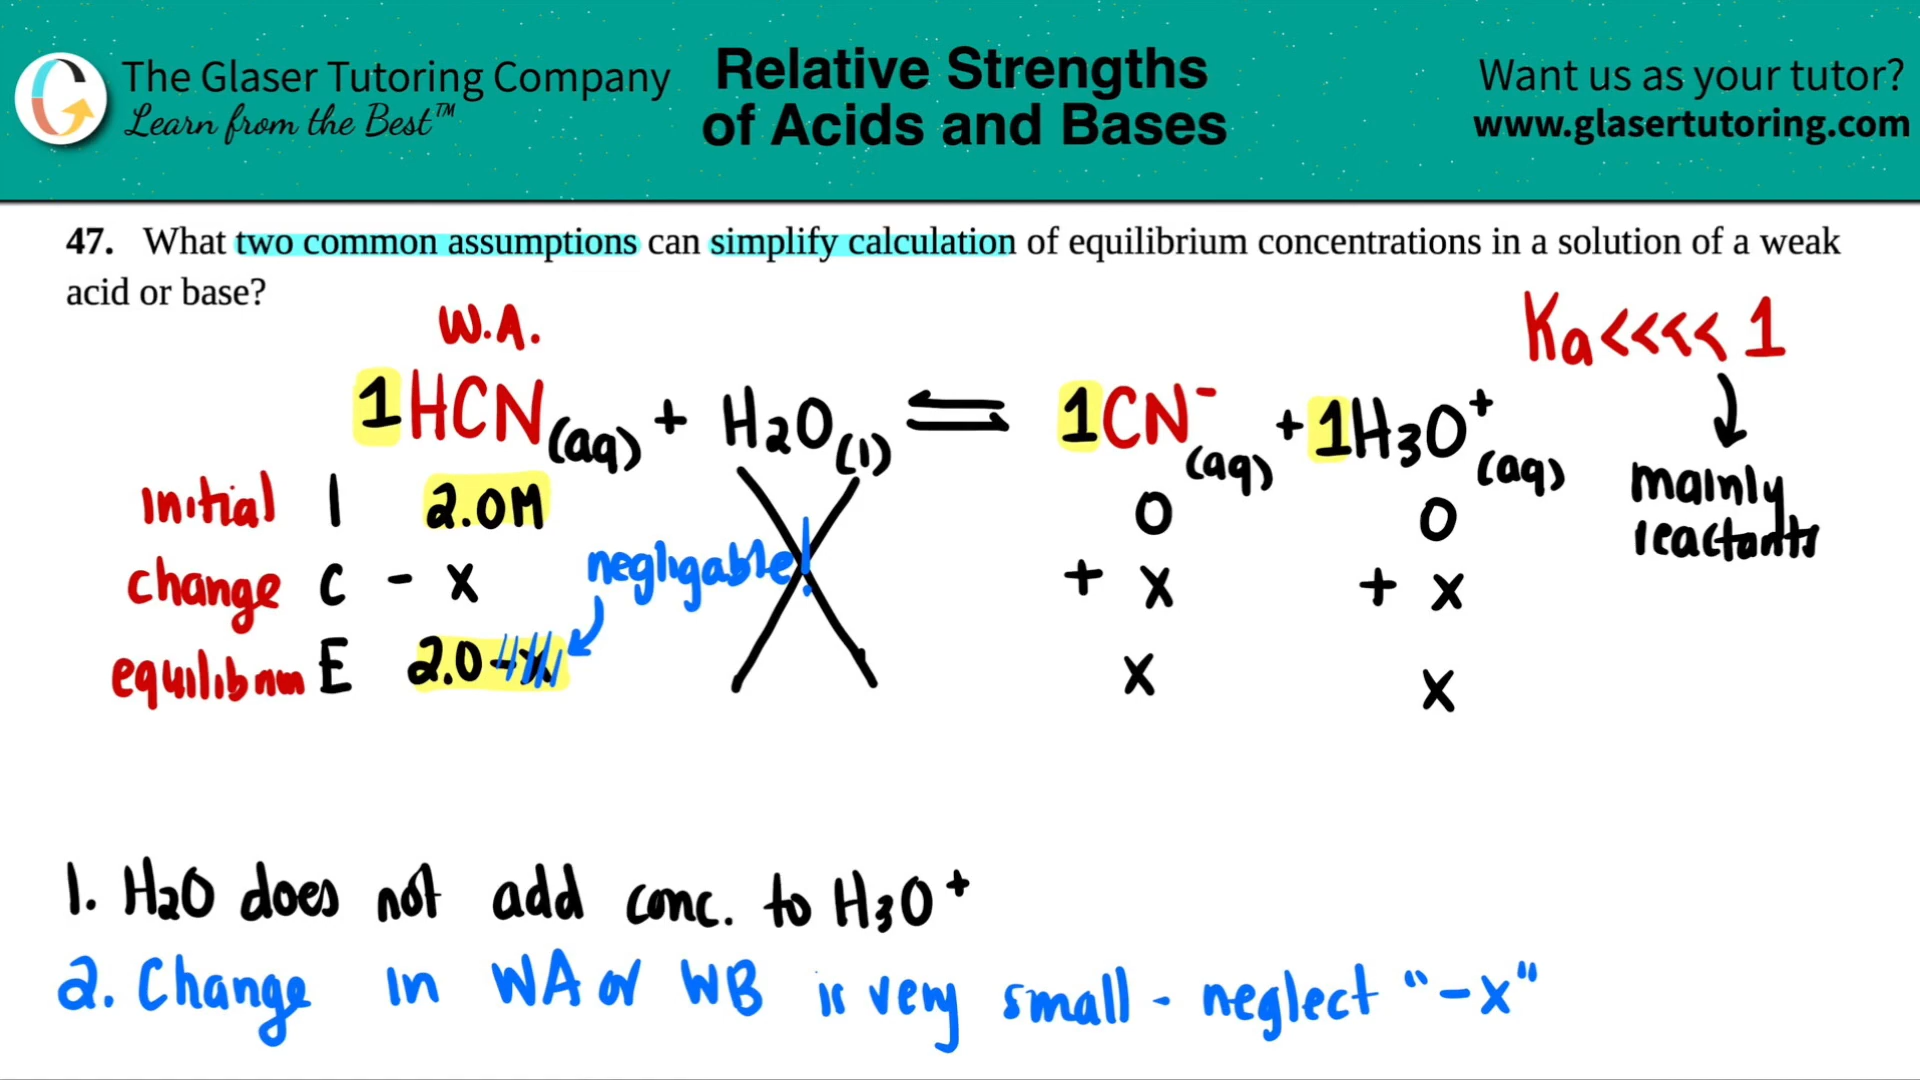 The Glaser Tutoring Company
Learn from the Best™
Relative Strengths
of Acids and Bases
Want us as your tutor?
www.glasertutoring.com
47. What two common assumptions can simplify calculation of equilibrium concentrations in a solution of a weak
acid or base?
W.A.
Ka <<<< 1
mainly
reactants
1HCN(aq) + H2O(l) ⇌ 1CN⁻(aq) + 1H3O⁺(aq)
Initial I 2.0M 0 0
change C - x negligable! + x + x
equilibrium E 2.0 - x x x
1. H2O does not add conc. to H3O⁺
2. Change in WA or WB is very small - neglect "-x"